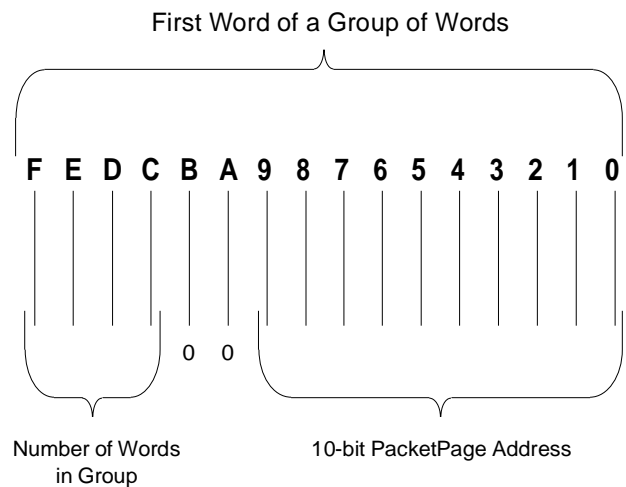 First Word of a Group of Words
F E D C B A 9 8 7 6 5 4 3 2 1 0
0 0
Number of Words
in Group
10-bit PacketPage Address